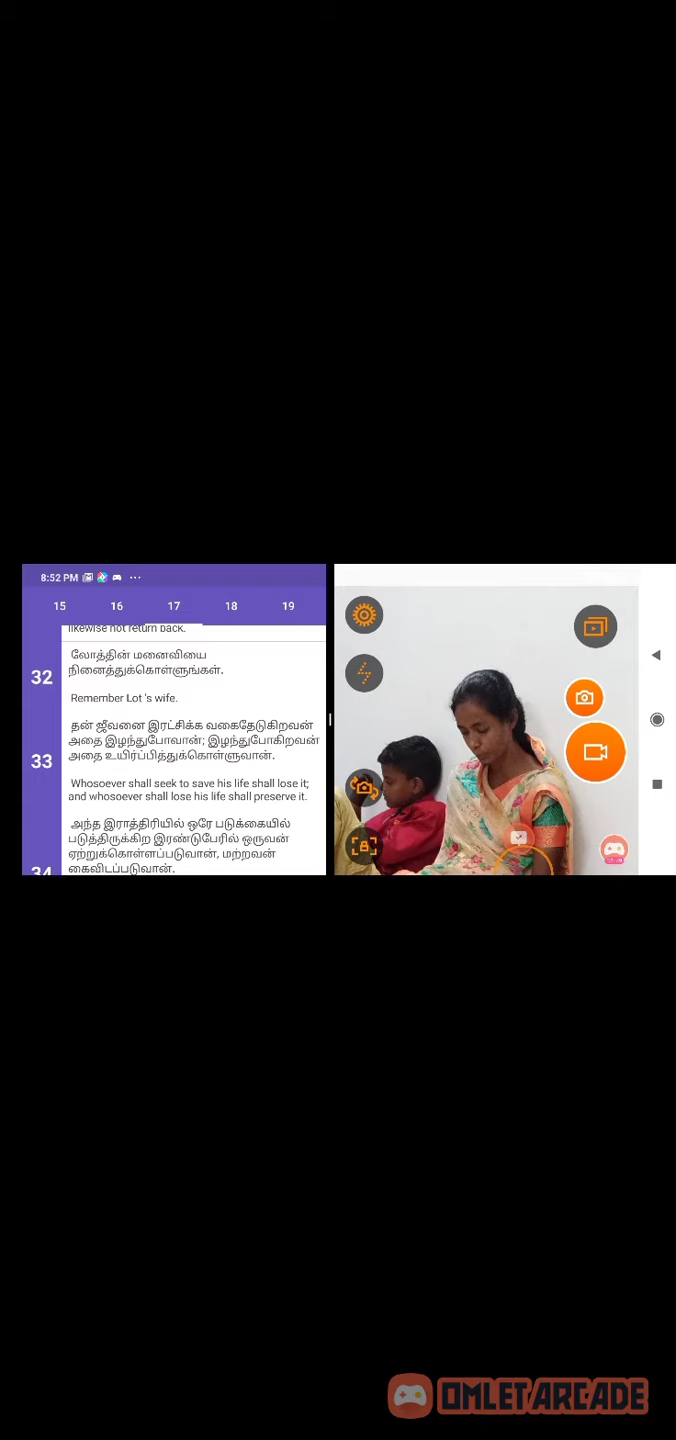 8:52 PM
15 16 17 18 19
likewise not return back.
32
லோத்தின் மனைவியை
நினைத்துக்கொள்ளுங்கள்.
Remember Lot 's wife.
33
தன் ஜீவனை இரட்சிக்க வகைதேடுகிறவன்
அதை இழந்துபோவான்; இழந்துபோகிறவன்
அதை உயிர்ப்பித்துக்கொள்ளுவான்.
Whosoever shall seek to save his life shall lose it;
and whosoever shall lose his life shall preserve it.
34
அந்த இராத்திரியில் ஒரே படுக்கையில்
படுத்திருக்கிற இரண்டுபேரில் ஒருவன்
ஏற்றுக்கொள்ளப்படுவான், மற்றவன்
கைவிடப்படுவான்.
OMLET ARCADE